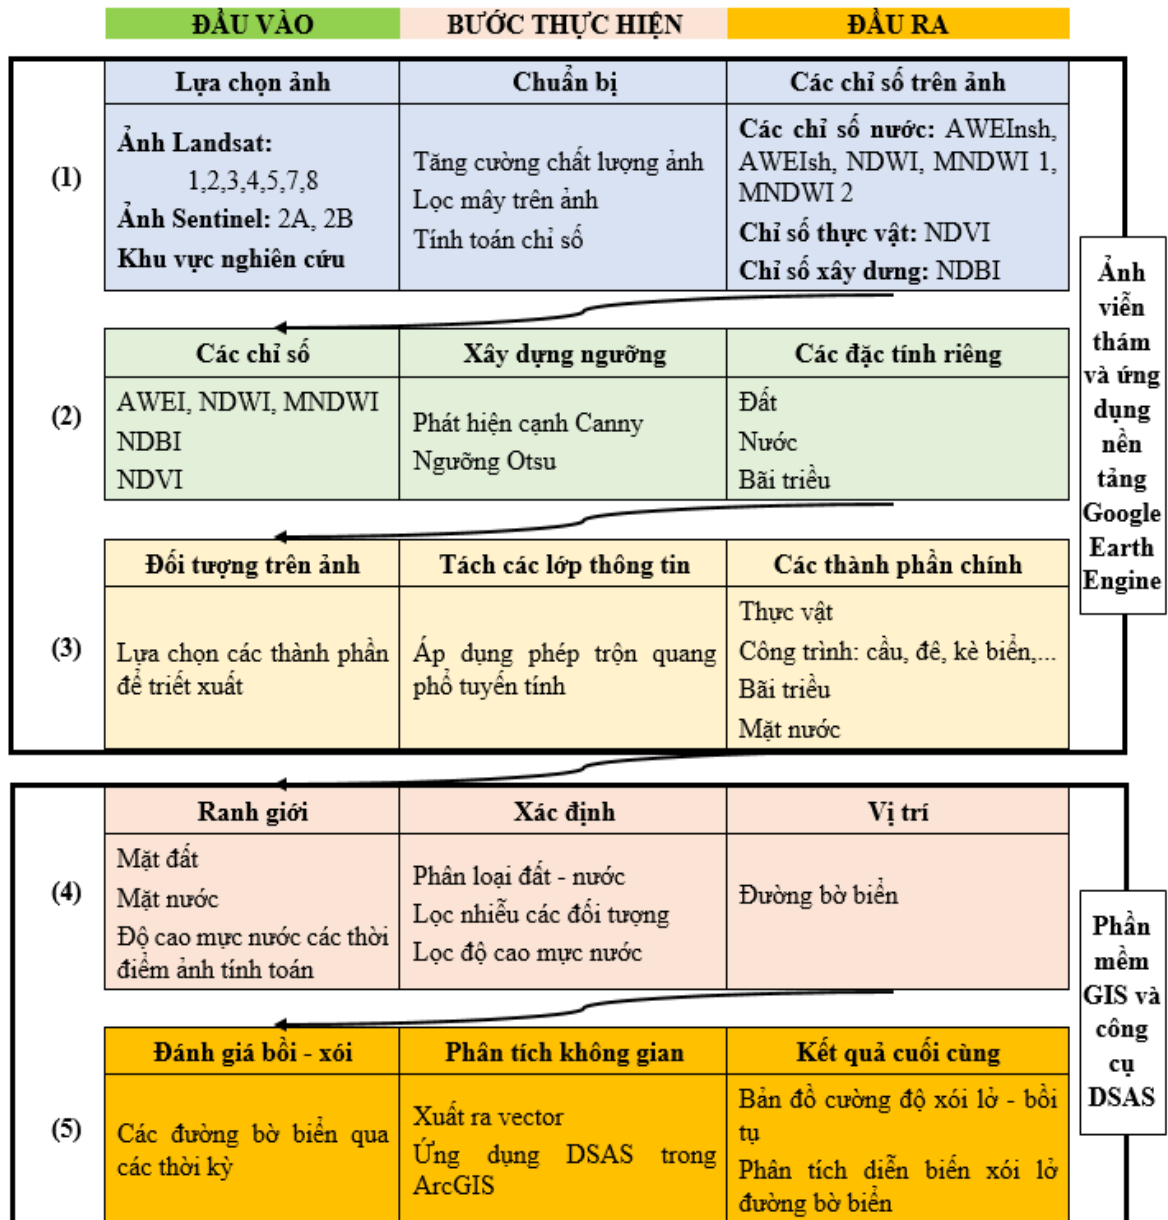 ĐẦU VÀO
BƯỚC THỰC HIỆN
ĐẦU RA
(1)
Lựa chọn ảnh
Ảnh Landsat:
1,2,3,4,5,7,8
Ảnh Sentinel: 2A, 2B
Khu vực nghiên cứu
Chuẩn bị
Tăng cường chất lượng ảnh
Lọc mây trên ảnh
Tính toán chỉ số
Các chỉ số trên ảnh
Các chỉ số nước: AWEInsh,
AWEIsh, NDWI, MNDWI 1,
MNDWI 2
Chỉ số thực vật: NDVI
Chỉ số xây dưng: NDBI
(2)
Các chỉ số
AWEI, NDWI, MNDWI
NDBI
NDVI
Xây dựng ngưỡng
Phát hiện cạnh Canny
Ngưỡng Otsu
Các đặc tính riêng
Đất
Nước
Bãi triều
(3)
Đối tượng trên ảnh
Lựa chọn các thành phần
để triết xuất
Tách các lớp thông tin
Áp dụng phép trộn quang
phổ tuyến tính
Các thành phần chính
Thực vật
Công trình: cầu, đê, kè biển,...
Bãi triều
Mặt nước
Ảnh
viễn
thám
và ứng
dụng
nền
tảng
Google
Earth
Engine
(4)
Ranh giới
Mặt đất
Mặt nước
Độ cao mực nước các thời
điểm ảnh tính toán
Xác định
Phân loại đất - nước
Lọc nhiễu các đối tượng
Lọc độ cao mực nước
Vị trí
Đường bờ biển
(5)
Đánh giá bồi - xói
Các đường bờ biển qua
các thời kỳ
Phân tích không gian
Xuất ra vector
Ứng dụng DSAS trong
ArcGIS
Kết quả cuối cùng
Bản đồ cường độ xói lở - bồi
tụ
Phân tích diễn biến xói lở
đường bờ biển
Phần
mềm
GIS và
công
cụ
DSAS